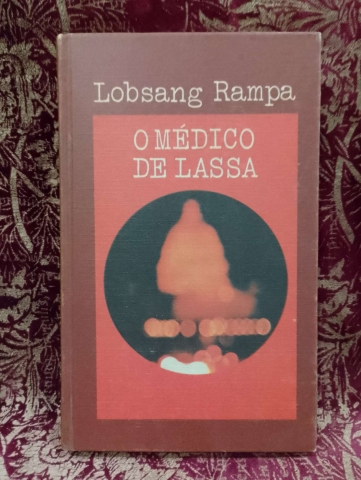 Lobsang Rampa
O MÉDICO
DE LASSA